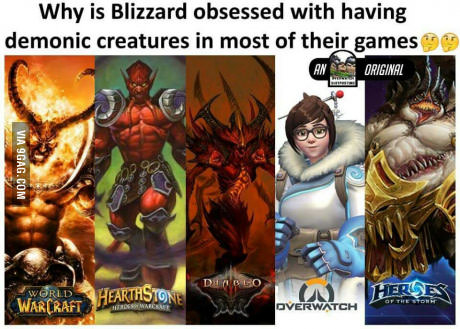 Why is Blizzard obsessed with having
demonic creatures in most of their games
AN ORIGINAL
VIA 9GAG.COM
WORLD
WARCRAFT
HEARTHSTONE
HEROES OF WARCRAFT
DIABLO
OVERWATCH
HEROES
OF THE STORM